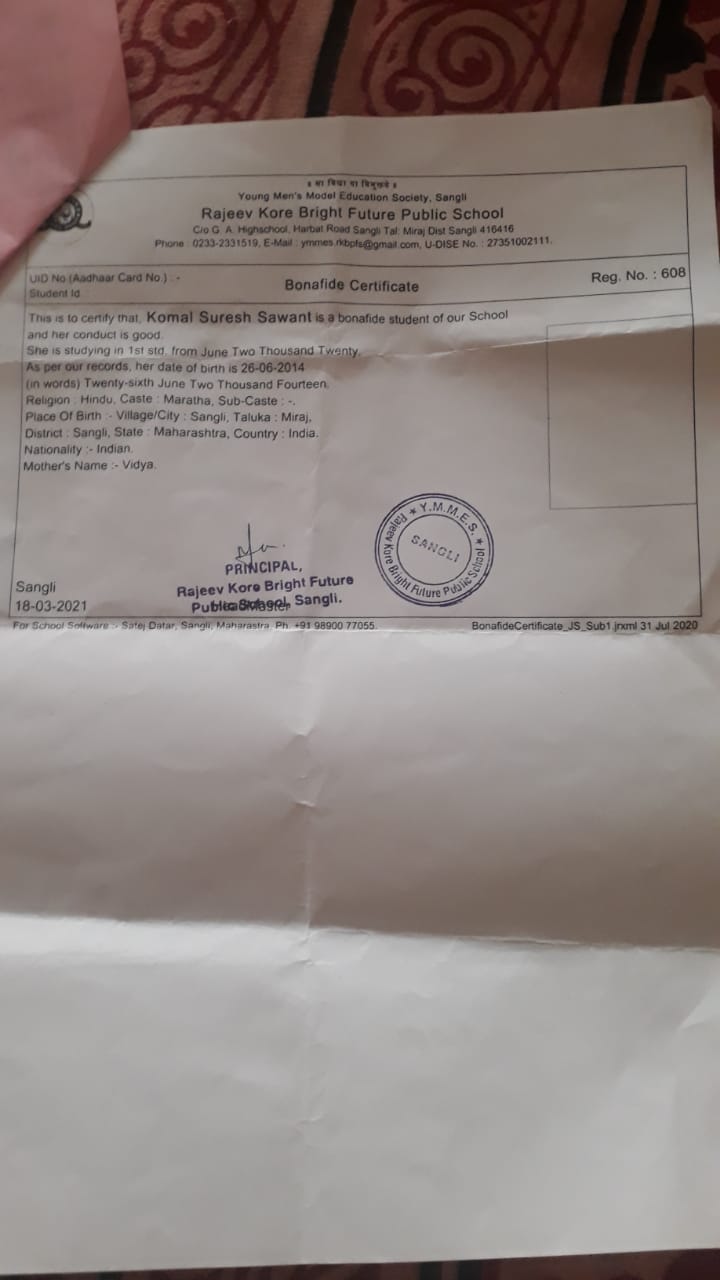 ॥ सा विद्या या विमुक्तये ॥
Young Men's Model Education Society, Sangli
Rajeev Kore Bright Future Public School
C/o G. A. Highschool, Harbat Road Sangli Tal: Miraj Dist Sangli 416416
Phone : 0233-2331519, E-Mail : ymmes.rkbpfs@gmail.com, U-DISE No. : 27351002111.
UID No.(Aadhaar Card No.) : -
Student Id
Bonafide Certificate
Reg. No. : 608
This is to certify that, Komal Suresh Sawant is a bonafide student of our School
and her conduct is good.
She is studying in 1st std. from June Two Thousand Twenty.
As per our records, her date of birth is 26-06-2014
(in words) Twenty-sixth June Two Thousand Fourteen.
Religion : Hindu, Caste : Maratha, Sub-Caste : -.
Place Of Birth :- Village/City : Sangli, Taluka : Miraj,
District : Sangli, State : Maharashtra, Country : India.
Nationality :- Indian.
Mother's Name :- Vidya.
★ Y.M.M.E.S. ★
Rajeev Kore Bright Future Public School
SANGLI
PRINCIPAL,
Rajeev Kore Bright Future
Public School, Sangli.
Sangli
18-03-2021
For School Software :- Satej Datar, Sangli, Maharastra. Ph. +91 98900 77055.
BonafideCertificate_JS_Sub1.jrxml 31 Jul 2020